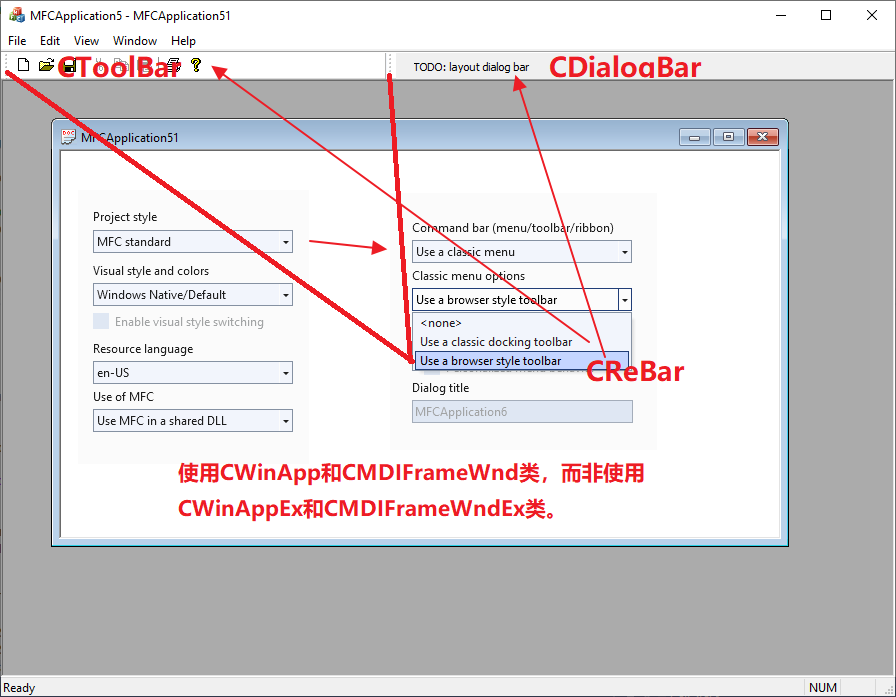 MFCApplication5 - MFCApplication51
File Edit View Window Help
CToolBar
TODO: layout dialog bar
CDialogBar
MFCApplication51
Project style
MFC standard
Visual style and colors
Windows Native/Default
Enable visual style switching
Resource language
en-US
Use of MFC
Use MFC in a shared DLL
Command bar (menu/toolbar/ribbon)
Use a classic menu
Classic menu options
Use a browser style toolbar
<none>
Use a classic docking toolbar
Use a browser style toolbar
CReBar
Dialog title
MFCApplication6
使用CWinApp和CMDIFrameWnd类，而非使用
CWinAppEx和CMDIFrameWndEx类。
Ready
NUM